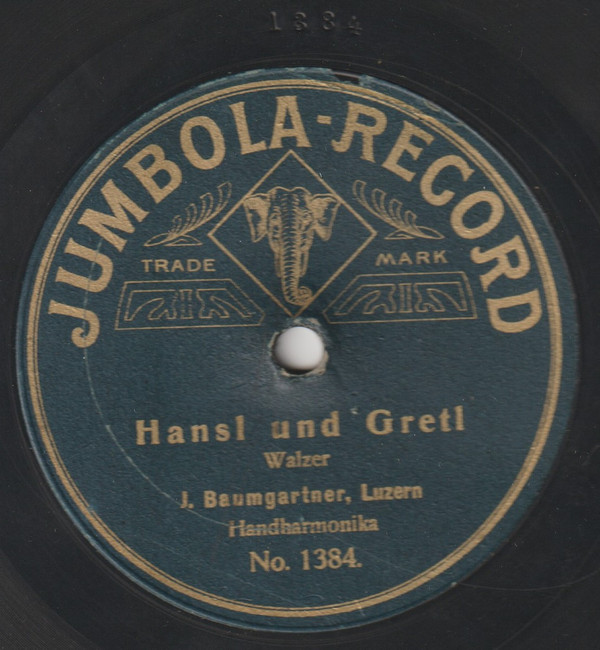 1384
JUMBOLA-RECORD
TRADE MARK
Hansl und Gretl
Walzer
J. Baumgartner, Luzern
Handharmonika
No. 1384.